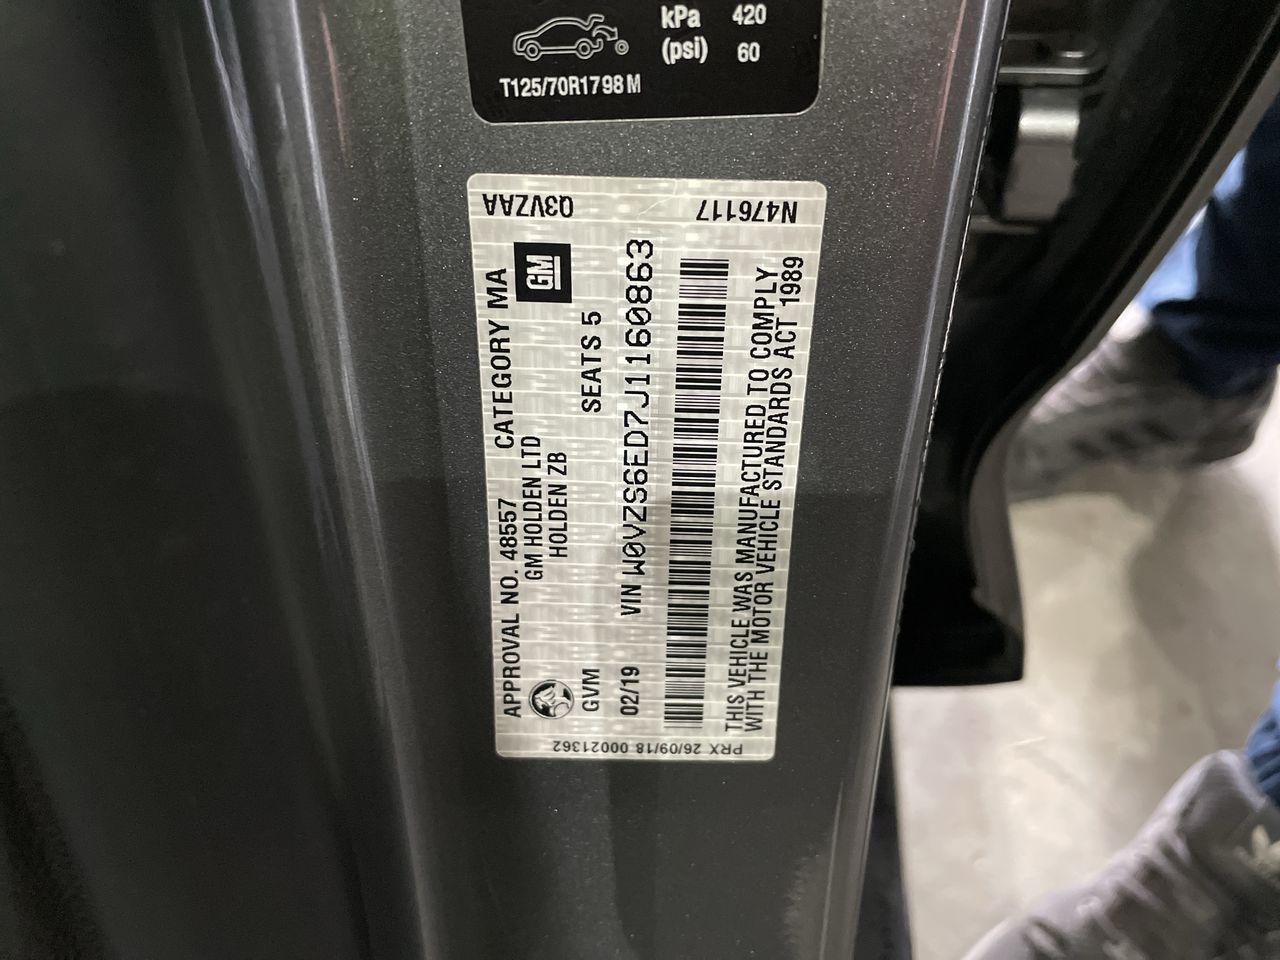 kPa 420
(psi) 60
T125/70R17 98 M
Q3VZAA
N476117
APPROVAL NO. 48557 CATEGORY MA
GM HOLDEN LTD
HOLDEN ZB
GM
GVM SEATS 5
02/19 VIN W0VZS6ED7J1160863
THIS VEHICLE WAS MANUFACTURED TO COMPLY
WITH THE MOTOR VEHICLE STANDARDS ACT 1989
PRX 26/09/18 00021362